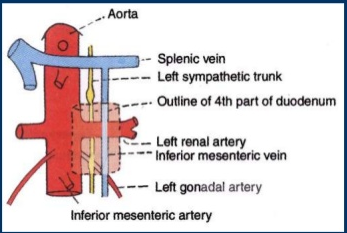 Aorta
Splenic vein
Left sympathetic trunk
Outline of 4th part of duodenum
Left renal artery
Inferior mesenteric vein
Left gonadal artery
Inferior mesenteric artery